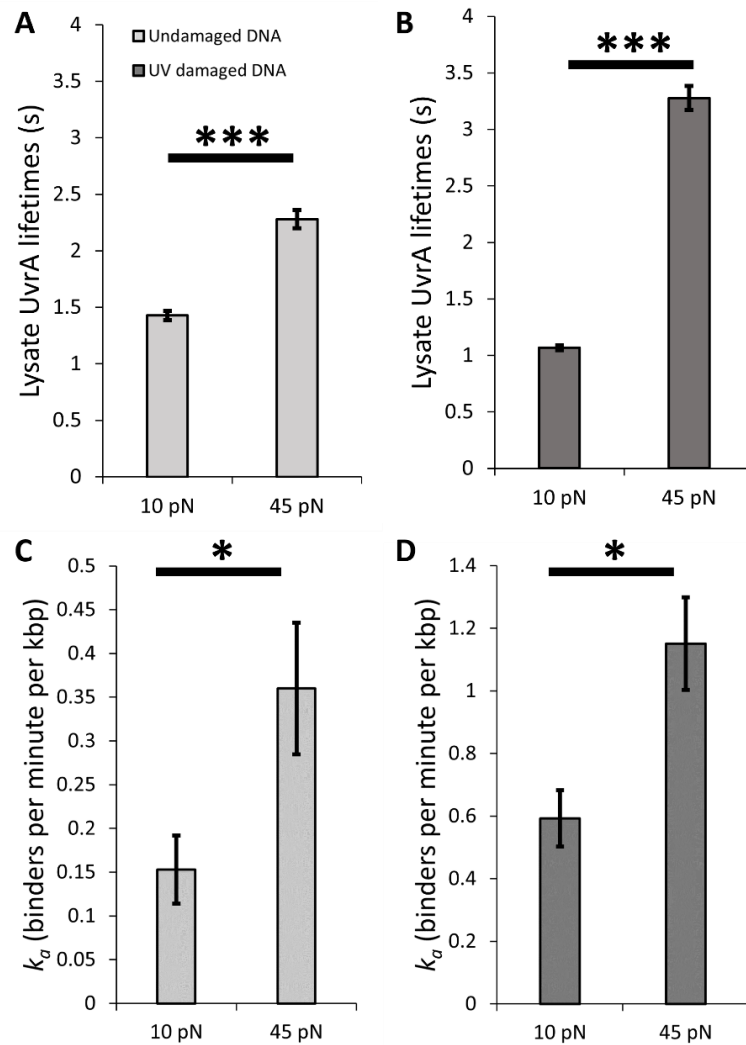 A
Undamaged DNA
UV damaged DNA
Lysate UvrA lifetimes (s)
4
3.5
3
2.5
2
1.5
1
0.5
0
***
10 pN
45 pN
B
Lysate UvrA lifetimes (s)
4
3.5
3
2.5
2
1.5
1
0.5
0
***
10 pN
45 pN
C
kₐ (binders per minute per kbp)
0.5
0.45
0.4
0.35
0.3
0.25
0.2
0.15
0.1
0.05
0
*
10 pN
45 pN
D
kₐ (binders per minute per kbp)
1.4
1.2
1
0.8
0.6
0.4
0.2
0
*
10 pN
45 pN